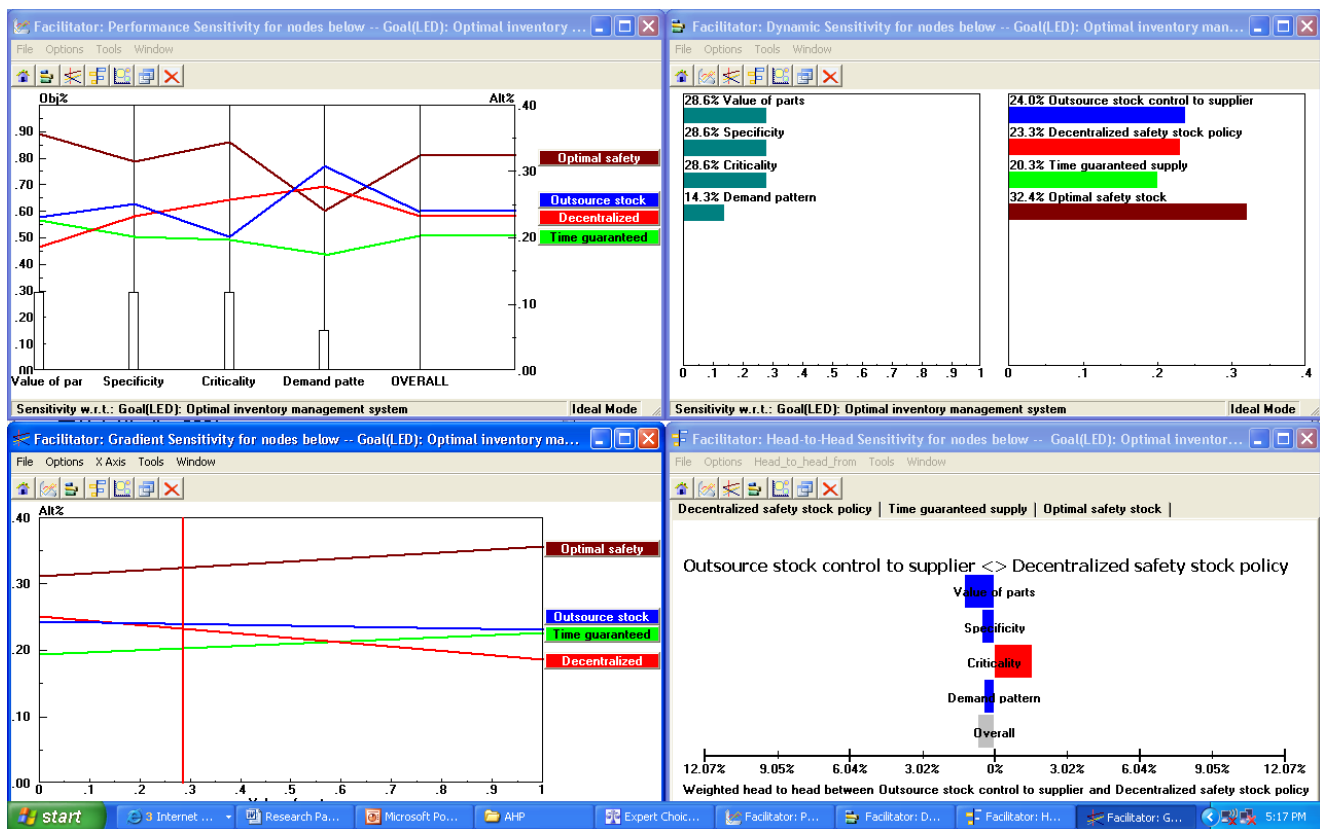 Facilitator: Performance Sensitivity for nodes below -- Goal(LED): Optimal inventory ...
File Options Tools Window
Obj% Alt%
.90
.80
.70
.60
.50
.40
.30
.20
.10
.00
.40
.30
.20
.10
.00
Optimal safety
Outsource stock
Decentralized
Time guaranteed
Value of par Specificity Criticality Demand patte OVERALL
Sensitivity w.r.t.: Goal(LED): Optimal inventory management system Ideal Mode
Facilitator: Dynamic Sensitivity for nodes below -- Goal(LED): Optimal inventory man...
File Options Tools Window
28.6% Value of parts
28.6% Specificity
28.6% Criticality
14.3% Demand pattern
0 .1 .2 .3 .4 .5 .6 .7 .8 .9 1
24.0% Outsource stock control to supplier
23.3% Decentralized safety stock policy
20.3% Time guaranteed supply
32.4% Optimal safety stock
0 .1 .2 .3 .4
Sensitivity w.r.t.: Goal(LED): Optimal inventory management system Ideal Mode
Facilitator: Gradient Sensitivity for nodes below -- Goal(LED): Optimal inventory ma...
File Options X Axis Tools Window
Alt%
.40
.30
.20
.10
.00
Optimal safety
Outsource stock
Time guaranteed
Decentralized
0 .1 .2 .3 .4 .5 .6 .7 .8 .9 1
Facilitator: Head-to-Head Sensitivity for nodes below -- Goal(LED): Optimal inventor...
File Options Head_to_head_from Tools Window
Decentralized safety stock policy | Time guaranteed supply | Optimal safety stock |
Outsource stock control to supplier <> Decentralized safety stock policy
Value of parts
Specificity
Criticality
Demand pattern
Overall
12.07% 9.05% 6.04% 3.02% 0% 3.02% 6.04% 9.05% 12.07%
Weighted head to head between Outsource stock control to supplier and Decentralized safety stock policy
start 3 Internet ... Research Pa... Microsoft Po... AHP Expert Choic... Facilitator: P... Facilitator: D... Facilitator: H... Facilitator: G... 5:17 PM